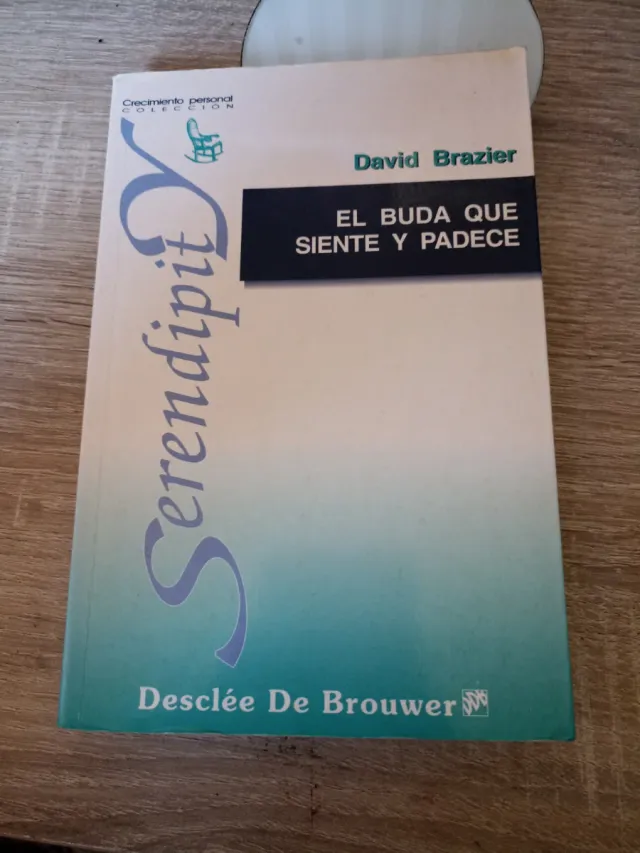 Crecimiento personal
COLECCIÓN
SerendipitY
David Brazier
EL BUDA QUE
SIENTE Y PADECE
Desclée De Brouwer